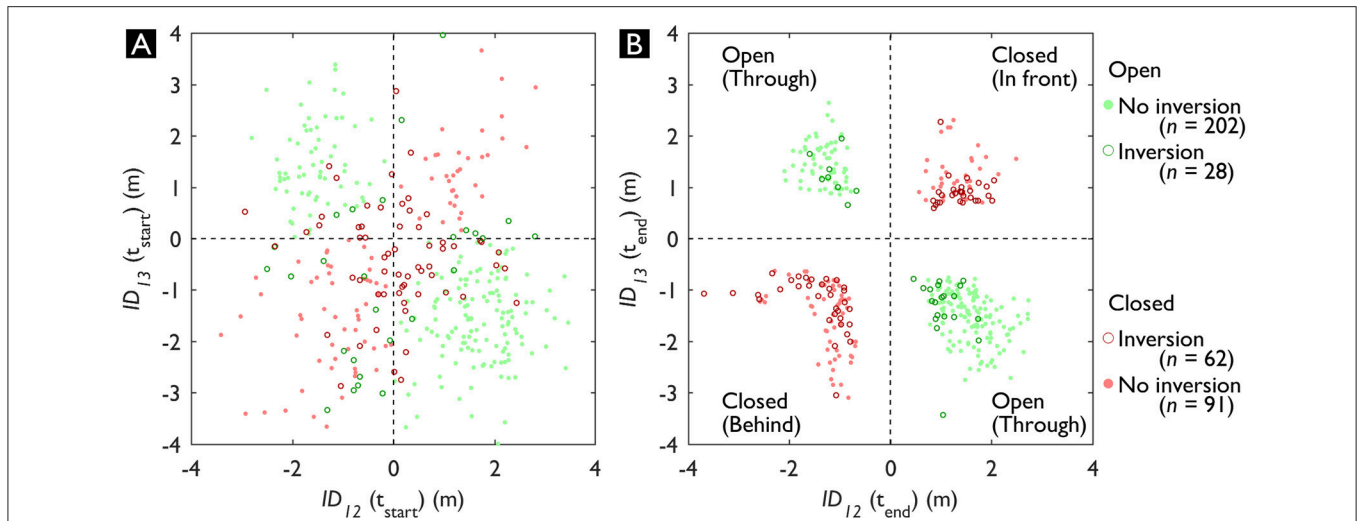 A
4
3
2
1
0
-1
-2
-3
-4
ID13 (tstart) (m)
-4 -2 0 2 4
ID12 (tstart) (m)
B
4
3
2
1
0
-1
-2
-3
-4
ID13 (tend) (m)
Open
(Through)
Closed
(In front)
Closed
(Behind)
Open
(Through)
-4 -2 0 2 4
ID12 (tend) (m)
Open
No inversion
(n = 202)
Inversion
(n = 28)
Closed
Inversion
(n = 62)
No inversion
(n = 91)